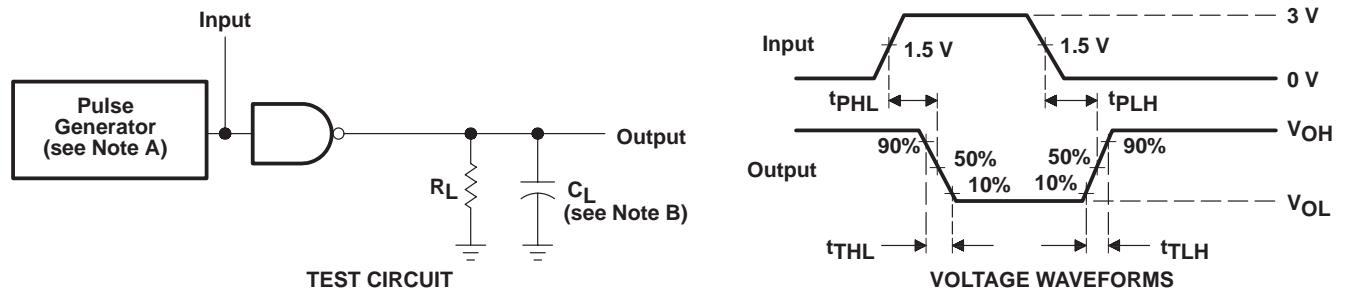 Input
Pulse
Generator
(see Note A)
Output
RL
CL
(see Note B)
TEST CIRCUIT
3 V
Input
1.5 V
1.5 V
0 V
tPHL
tPLH
VOH
90%
90%
50%
50%
Output
10%
10%
VOL
tTHL
tTLH
VOLTAGE WAVEFORMS